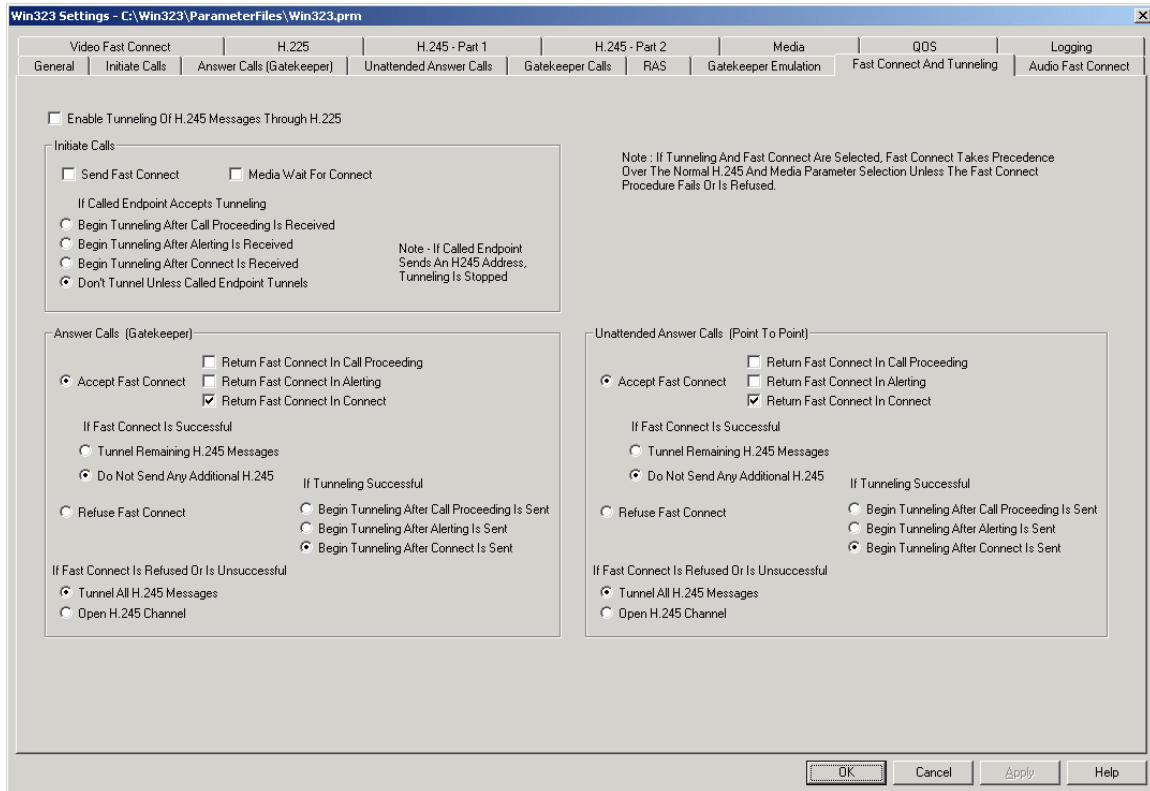 Win323 Settings - C:\Win323\ParameterFiles\Win323.prm
Video Fast Connect
H.225
H.245 - Part 1
H.245 - Part 2
Media
QOS
Logging
General
Initiate Calls
Answer Calls (Gatekeeper)
Unattended Answer Calls
Gatekeeper Calls
RAS
Gatekeeper Emulation
Fast Connect And Tunneling
Audio Fast Connect
Enable Tunneling Of H.245 Messages Through H.225
Initiate Calls
Send Fast Connect
Media Wait For Connect
If Called Endpoint Accepts Tunneling
Begin Tunneling After Call Proceeding Is Received
Begin Tunneling After Alerting Is Received
Begin Tunneling After Connect Is Received
Don't Tunnel Unless Called Endpoint Tunnels
Note - If Called Endpoint
Sends An H245 Address,
Tunneling Is Stopped
Note : If Tunneling And Fast Connect Are Selected, Fast Connect Takes Precedence
Over The Normal H.245 And Media Parameter Selection Unless The Fast Connect
Procedure Fails Or Is Refused.
Answer Calls (Gatekeeper)
Accept Fast Connect
Return Fast Connect In Call Proceeding
Return Fast Connect In Alerting
Return Fast Connect In Connect
If Fast Connect Is Successful
Tunnel Remaining H.245 Messages
Do Not Send Any Additional H.245
Refuse Fast Connect
If Tunneling Successful
Begin Tunneling After Call Proceeding Is Sent
Begin Tunneling After Alerting Is Sent
Begin Tunneling After Connect Is Sent
If Fast Connect Is Refused Or Is Unsuccessful
Tunnel All H.245 Messages
Open H.245 Channel
Unattended Answer Calls (Point To Point)
Accept Fast Connect
Return Fast Connect In Call Proceeding
Return Fast Connect In Alerting
Return Fast Connect In Connect
If Fast Connect Is Successful
Tunnel Remaining H.245 Messages
Do Not Send Any Additional H.245
Refuse Fast Connect
If Tunneling Successful
Begin Tunneling After Call Proceeding Is Sent
Begin Tunneling After Alerting Is Sent
Begin Tunneling After Connect Is Sent
If Fast Connect Is Refused Or Is Unsuccessful
Tunnel All H.245 Messages
Open H.245 Channel
OK
Cancel
Apply
Help